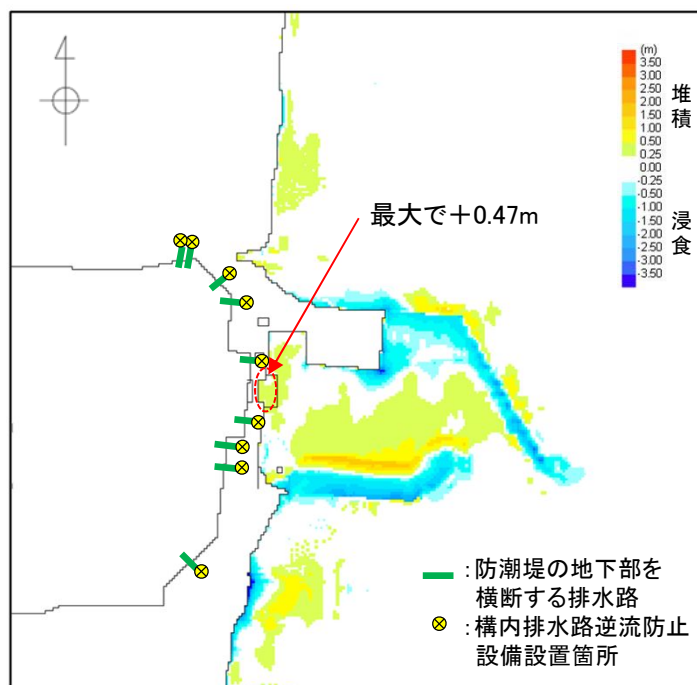 (m)
3.50
3.00
2.50
2.00
1.50
1.00
0.50
0.25
0.00
-0.25
-0.50
-1.00
-1.50
-2.00
-2.50
-3.00
-3.50
堆積
浸食
最大で＋0.47m
：防潮堤の地下部を
横断する排水路
：構内排水路逆流防止
設備設置箇所